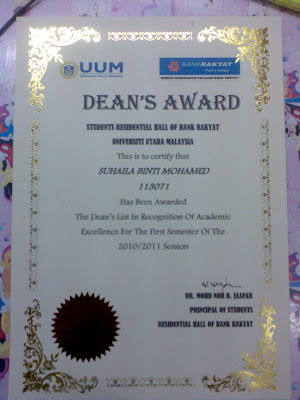 UUM
BANK RAKYAT
DEAN'S AWARD
STUDENTS RESIDENTIAL HALL OF BANK RAKYAT
UNIVERSITI UTARA MALAYSIA
This is to certify that
SUHAILA BINTI MOHAMED
113071
Has Been Awarded
The Dean's List In Recognition Of Academic
Excellence For The First Semester Of The
2010/2011 Session
DR. MOHD NOR B. JAAFAR
PRINCIPAL OF STUDENTS
RESIDENTIAL HALL OF BANK RAKYAT